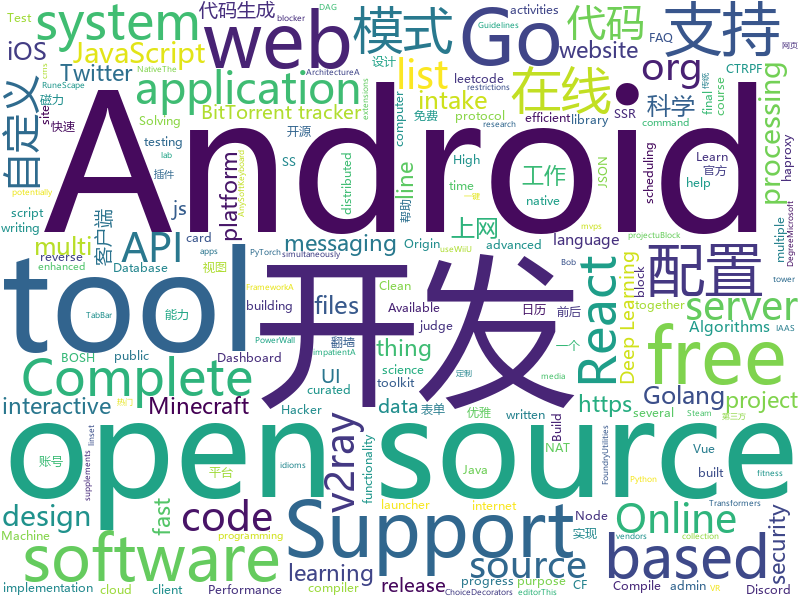 Test
代码生成
blocker
DAG
system
web
模式
Go
activities
Guidelines
代码
支持
FAQ
网页
iOS
JavaScript
cms
NativeThe
ArchitectureA
Twitter
设计
website
CTRPF
RuneScape
application
list
leetcode
restrictions
在线
org
传统
extensions
磁力
site
快速
BitTorrent tracker
intake
final
course
科学
SSR
自定义
Solving
开源
免费
efficient
library
protocol
research
processing
command
testing
SS
computer
High
JSON
haproxy
lab
插件
Android
platform
line
time
工作
native
scheduling
Learn
官方
potentially
script
js
distributed
帮助
AnySoftKeyboard
一键
mvps
help
writing
客户端
API
上网
advanced
language
multiple
projectuBlock
multi
reverse
card
messaging
Origin
DegreeMicrosoft
enhanced
视图
apps
PyTorch
simultaneously
useWiiU
Bob
日历
前后
block
tower
tool
开发
配置
React
Deep Learning
server
Database
building
files
Clean
Available
judge
together
IAAS
TabBar
能力
FrameworkA
翻墙
impatientA
Dashboard
toolkit
一个
定制
Algorithms
several
Steam
第三方
Complete
BOSH
public
PowerWall
UI
science
curated
表单
优雅
free
interactive
Minecraft
thing
data
Hacker
https
Golang
project
written
Vue
open source
v2ray
functionality
NAT
Build
built
账号
linset
supplements
idioms
Java
平台
热门
fitness
FoundryUtilities
Python
design
fast
code
Support
source
Online
security
Machine
media
Transformers
collection
VR
launcher
internet
Node
实现
vendors
software
learning
programming
compiler
based
implementation
cloud
client
Performance
release
progress
purpose
CF
Compile
admin
Discord
ChoiceDecorators
editorThis